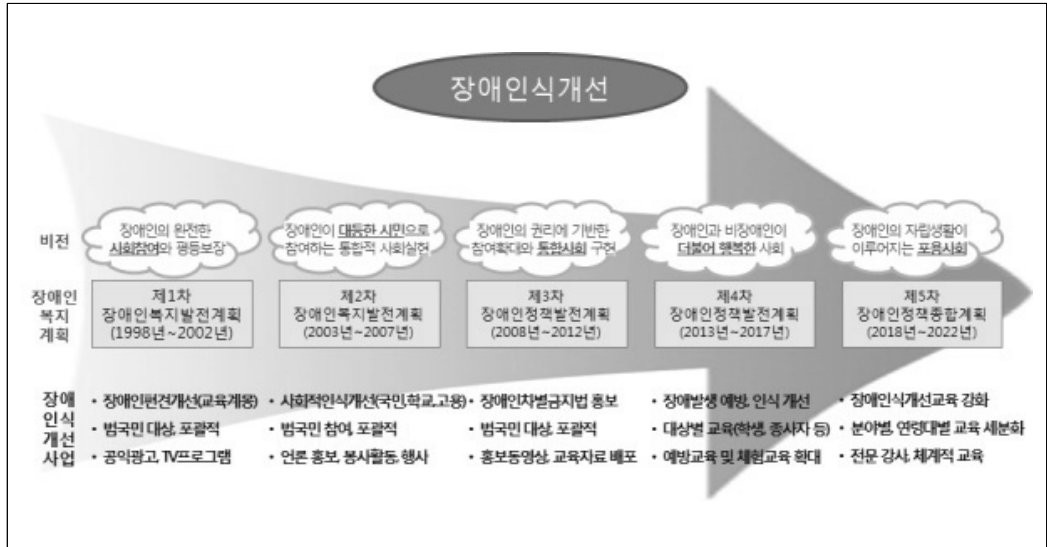 장애인식개선
비전
장애인의 완전한
사회참여와 평등보장
장애인이 대등한 시민으로
참여하는 통합적 사회실현
장애인의 권리에 기반한
참여확대와 통합사회 구현
장애인과 비장애인이
더불어 행복한 사회
장애인의 자립생활이
이루어지는 포용사회
장애인
복지
계획
제1차
장애인복지발전계획
(1998년~2002년)
제2차
장애인복지발전계획
(2003년~2007년)
제3차
장애인정책발전계획
(2008년~2012년)
제4차
장애인정책발전계획
(2013년~2017년)
제5차
장애인정책종합계획
(2018년~2022년)
장애
인식
개선
사업
• 장애인편견개선(교육계몽)
• 범국민 대상, 포괄적
• 공익광고, TV프로그램
• 사회적인식개선(국민,학교,고용)
• 범국민 참여, 포괄적
• 언론 홍보, 봉사활동, 행사
• 장애인차별금지법 홍보
• 범국민 대상, 포괄적
• 홍보동영상, 교육자료 배포
• 장애발생 예방, 인식 개선
• 대상별 교육(학생, 종사자 등)
• 예방교육 및 체험교육 확대
• 장애인식개선교육 강화
• 분야별, 연령대별 교육 세분화
• 전문 강사, 체계적 교육